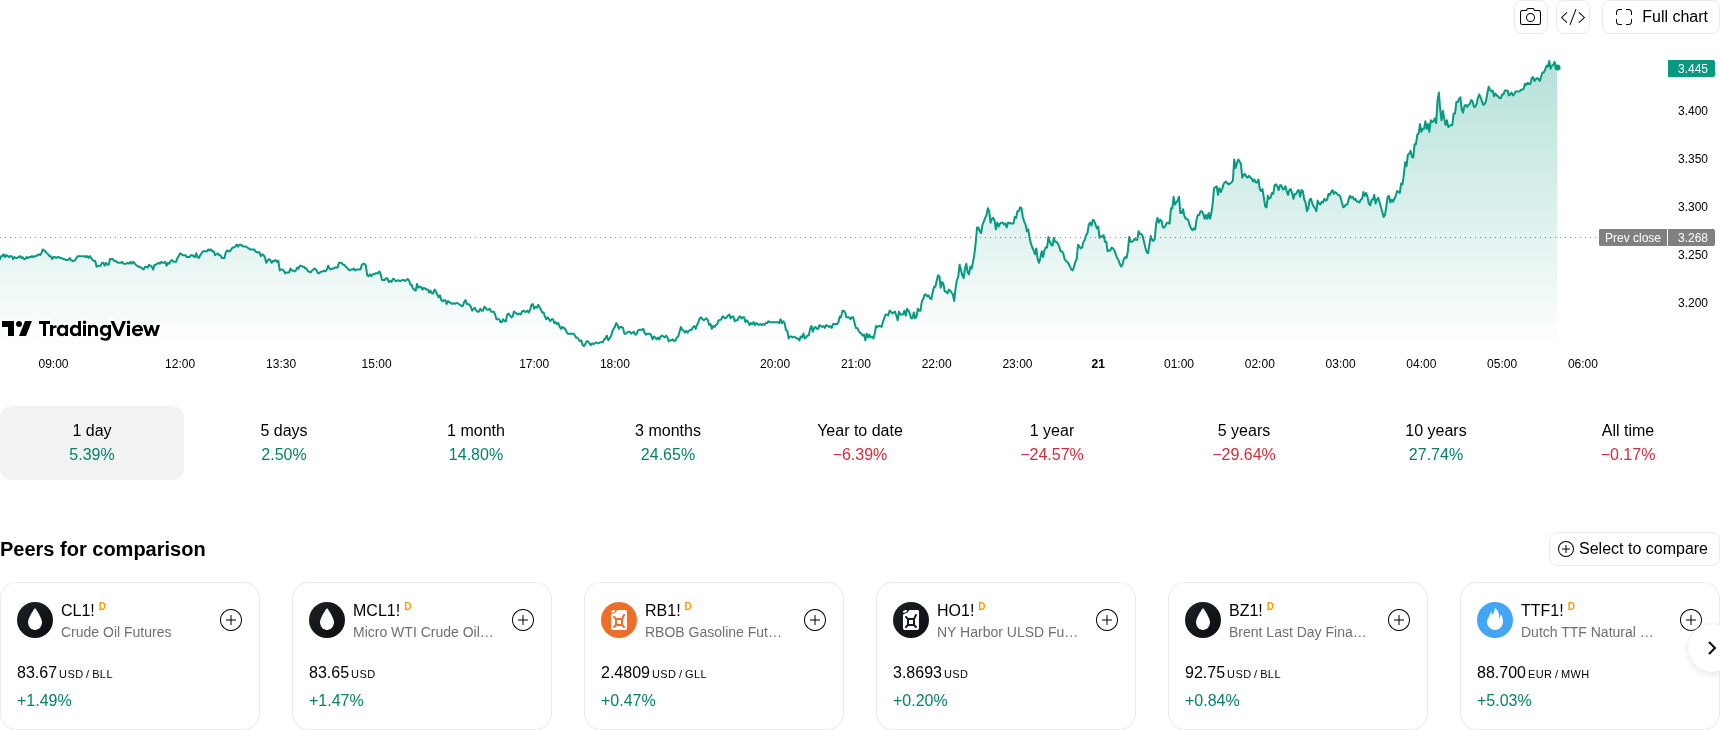 Full chart
3.445
3.400
3.350
3.300
Prev close 3.268
3.250
3.200
TradingView
09:00 12:00 13:30 15:00 17:00 18:00 20:00 21:00 22:00 23:00 21 01:00 02:00 03:00 04:00 05:00 06:00
1 day 5 days 1 month 3 months Year to date 1 year 5 years 10 years All time
5.39% 2.50% 14.80% 24.65% −6.39% −24.57% −29.64% 27.74% −0.17%
Peers for comparison
Select to compare
CL1! D
Crude Oil Futures
83.67 USD / BLL
+1.49%
MCL1! D
Micro WTI Crude Oil…
83.65 USD
+1.47%
RB1! D
RBOB Gasoline Fut…
2.4809 USD / GLL
+0.47%
HO1! D
NY Harbor ULSD Fu…
3.8693 USD
+0.20%
BZ1! D
Brent Last Day Fina…
92.75 USD / BLL
+0.84%
TTF1! D
Dutch TTF Natural …
88.700 EUR / MWH
+5.03%